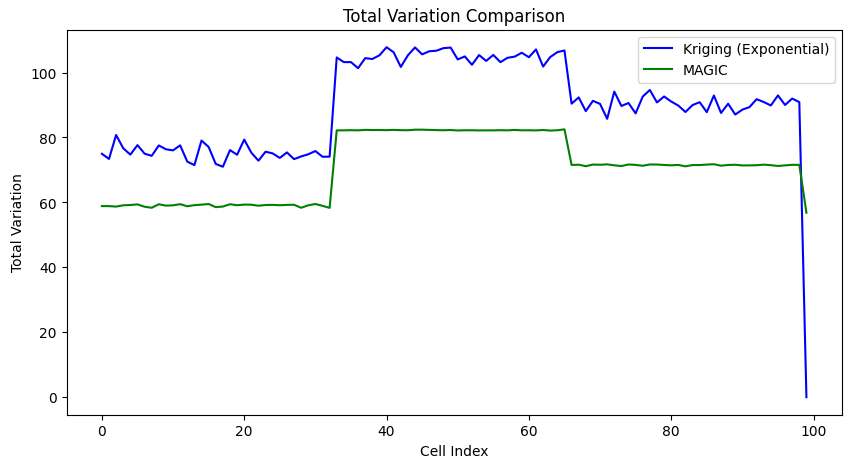 Total Variation Comparison
Kriging (Exponential)
MAGIC
Total Variation
100
80
60
40
20
0
0 20 40 60 80 100
Cell Index